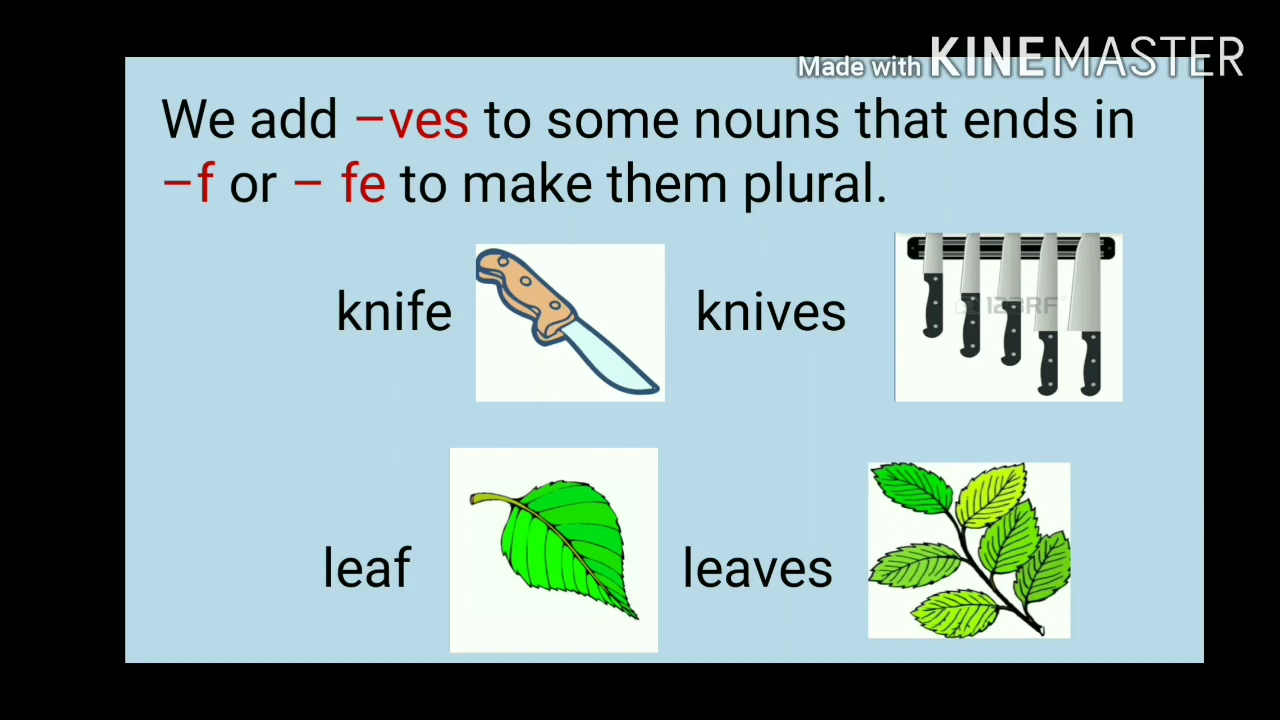 Made with KINEMASTER
We add –ves to some nouns that ends in
–f or – fe to make them plural.
knife knives
123RF
leaf leaves